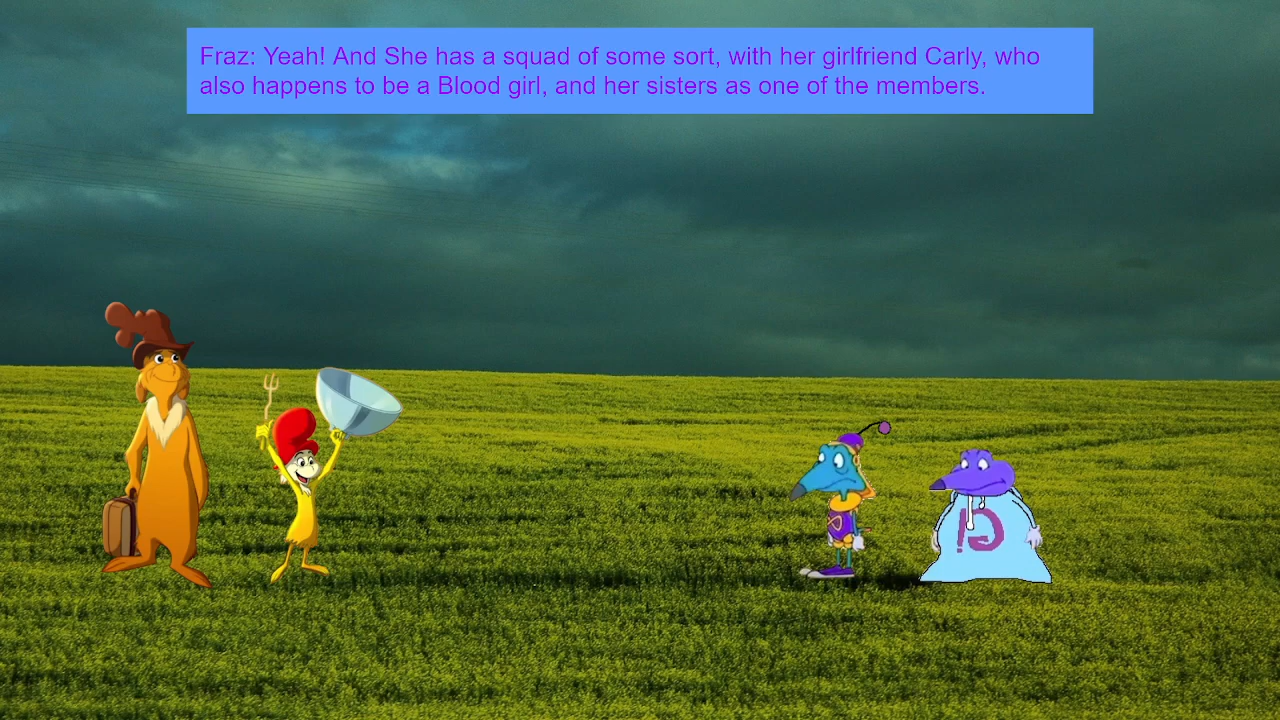 Fraz: Yeah! And She has a squad of some sort, with her girlfriend Carly, who
also happens to be a Blood girl, and her sisters as one of the members.